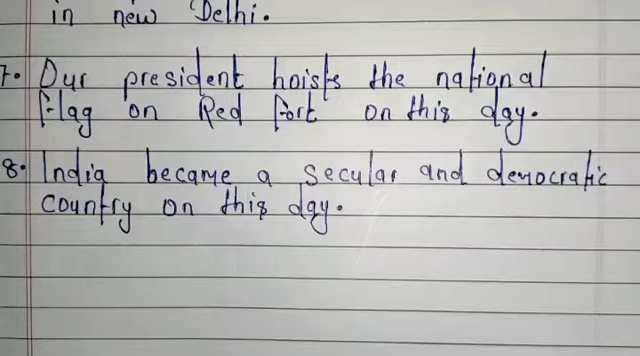 in new Delhi.
7. Our president hoists the national
flag on Red fort on this day.
8. India became a secular and democratic
country on this day.